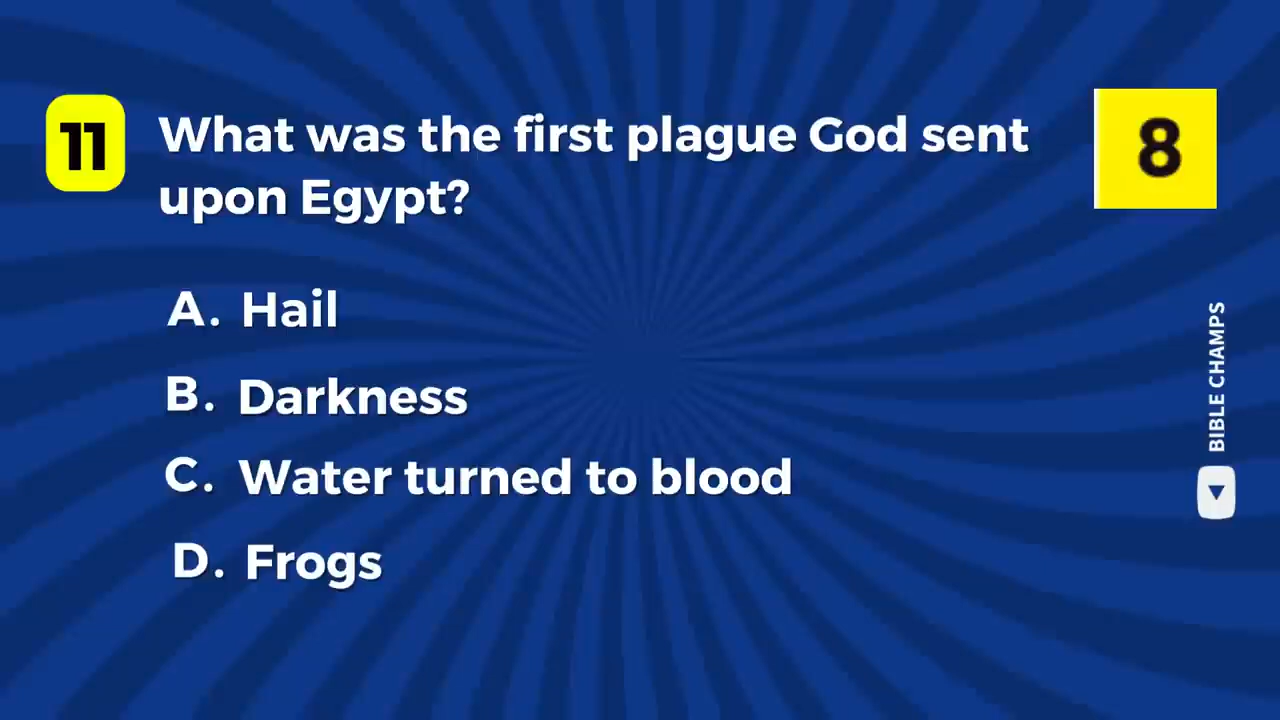 11
What was the first plague God sent
upon Egypt?
8
A. Hail
B. Darkness
C. Water turned to blood
D. Frogs
BIBLE CHAMPS